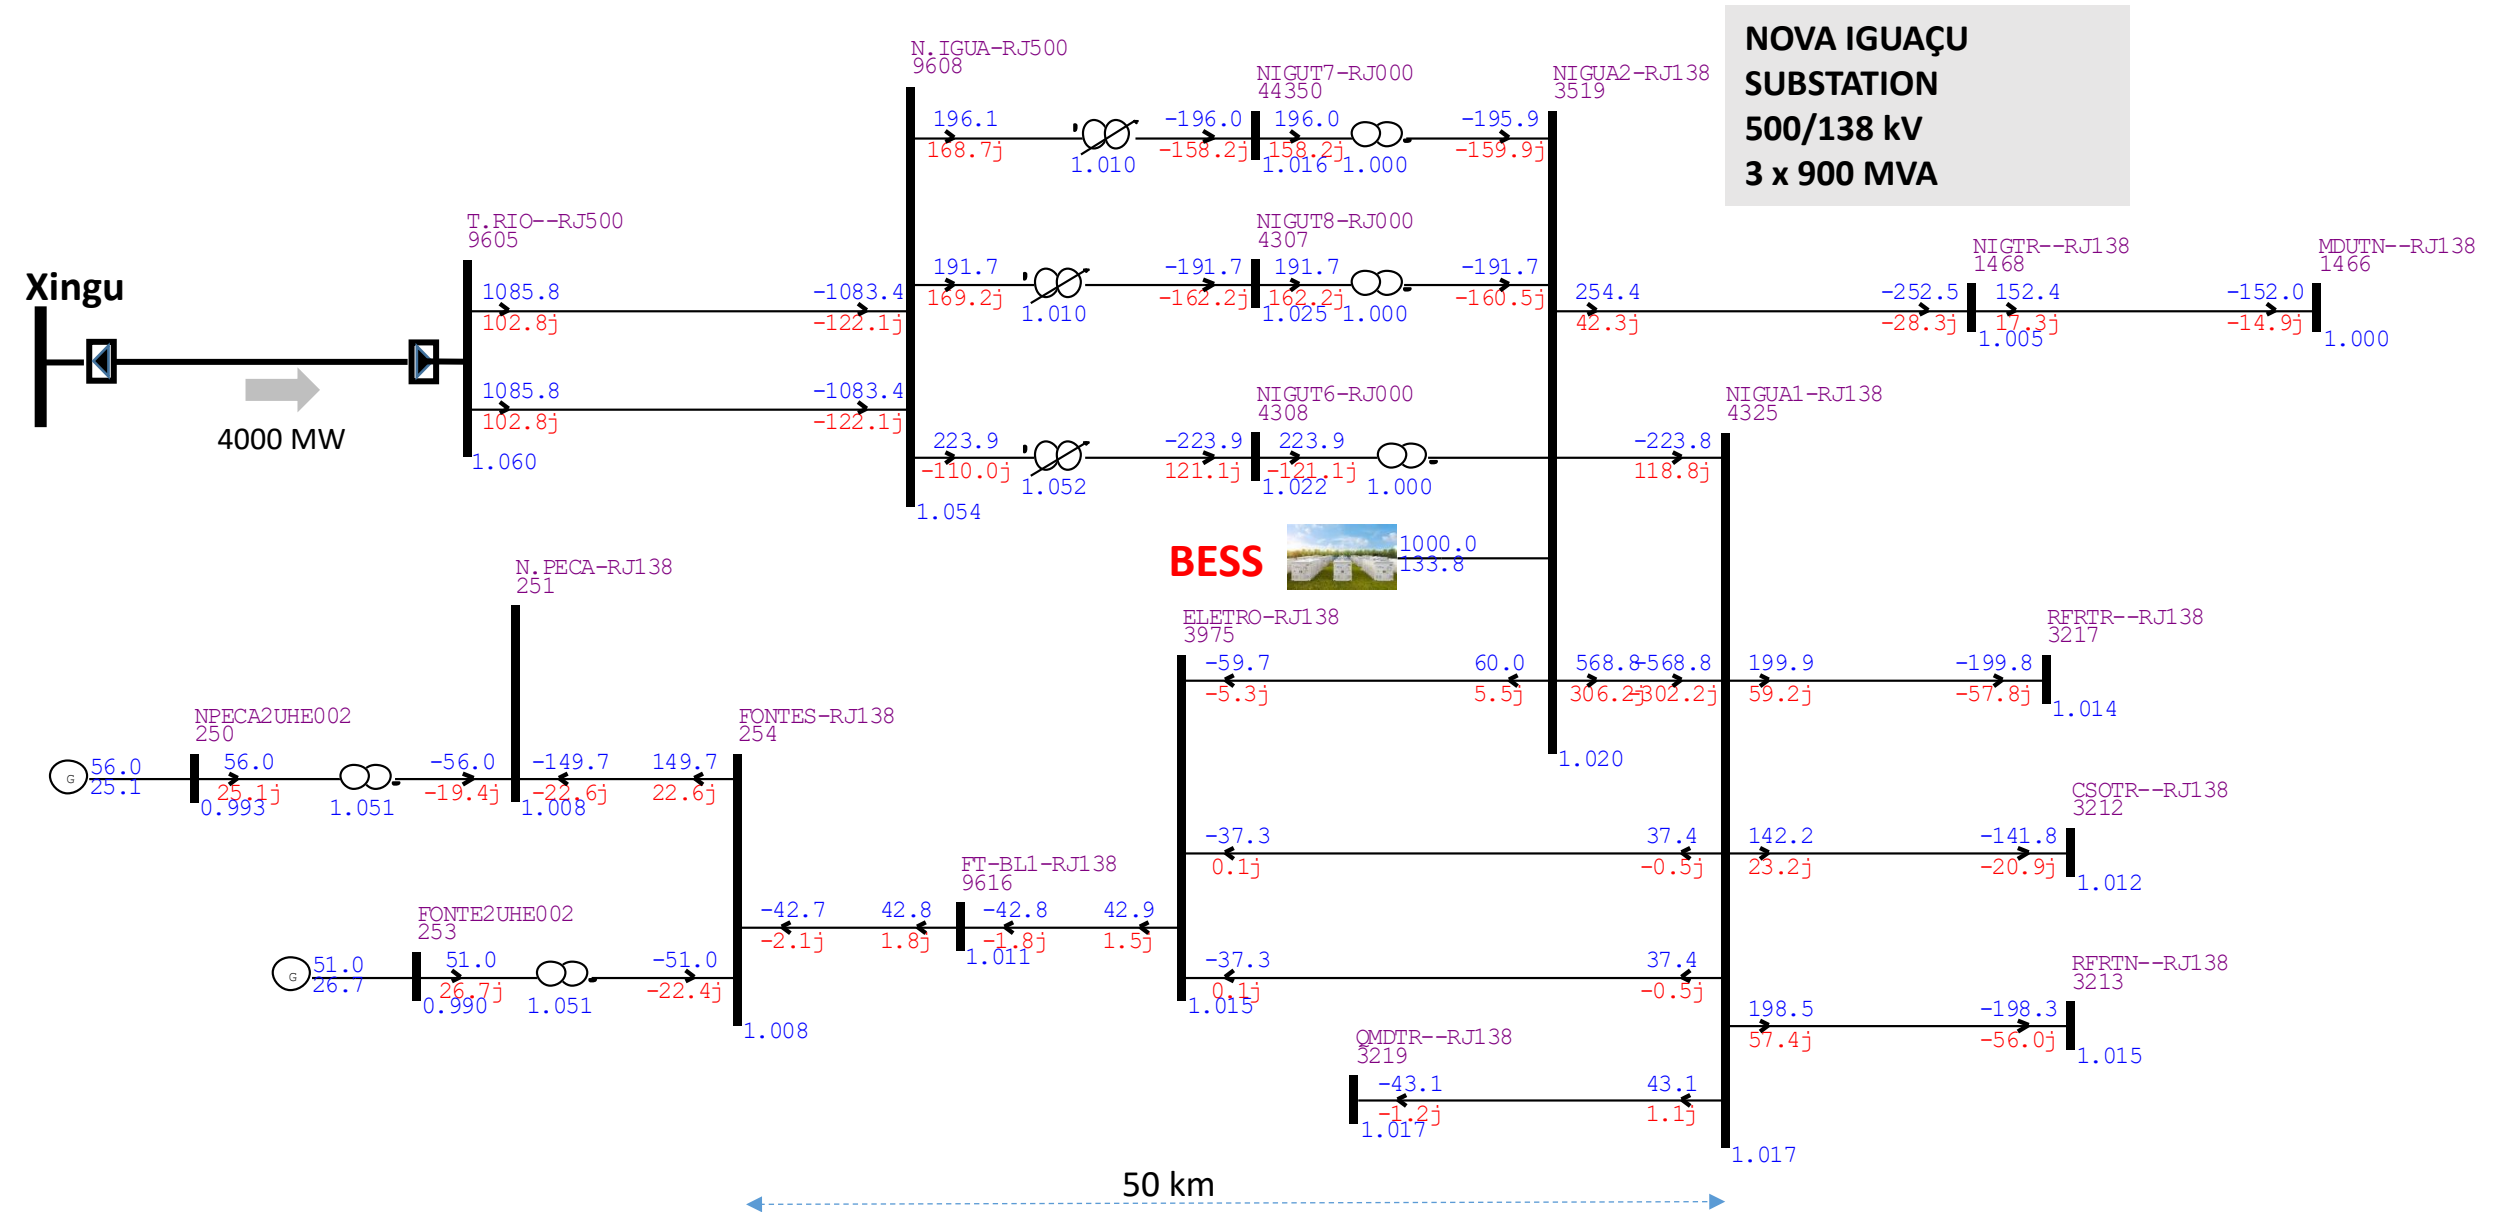 NOVA IGUAÇU
SUBSTATION
500/138 kV
3 x 900 MVA
N.IGUA-RJ500
9608
NIGUT7-RJ000
44350
NIGUA2-RJ138
3519
196.1
168.7j
1.010
-196.0
-158.2j
196.0
158.2j
1.016
1.000
-195.9
-159.9j
T.RIO--RJ500
9605
NIGUT8-RJ000
4307
NIGTR--RJ138
1468
MDUTN--RJ138
1466
Xingu
4000 MW
1085.8
102.8j
-1083.4
-122.1j
191.7
169.2j
1.010
-191.7
-162.2j
191.7
162.2j
1.025
1.000
-191.7
-160.5j
254.4
42.3j
-252.5
-28.3j
152.4
17.3j
1.005
-152.0
-14.9j
1.000
1085.8
102.8j
-1083.4
-122.1j
1.060
NIGUT6-RJ000
4308
NIGUA1-RJ138
4325
223.9
-110.0j
1.052
-223.9
121.1j
223.9
-121.1j
1.022
1.000
-223.8
118.8j
1.054
BESS
1000.0
133.8
N.PECA-RJ138
251
ELETRO-RJ138
3975
RFRTR--RJ138
3217
-59.7
-5.3j
60.0
5.5j
568.8
306.2j
-568.8
-302.2j
199.9
59.2j
-199.8
-57.8j
1.014
1.020
NPECA2UHE002
250
FONTES-RJ138
254
G
56.0
25.1
56.0
25.1j
0.993
1.051
-56.0
-19.4j
-149.7
-22.6j
1.008
149.7
22.6j
CSOTR--RJ138
3212
-37.3
0.1j
37.4
-0.5j
142.2
23.2j
-141.8
-20.9j
1.012
FT-BL1-RJ138
9616
FONTE2UHE002
253
-42.7
-2.1j
42.8
1.8j
-42.8
-1.8j
1.011
42.9
1.5j
G
51.0
26.7
51.0
26.7j
0.990
1.051
-51.0
-22.4j
1.008
-37.3
0.1j
1.015
37.4
-0.5j
RFRTN--RJ138
3213
198.5
57.4j
-198.3
-56.0j
1.015
QMDTR--RJ138
3219
-43.1
-1.2j
1.017
43.1
1.1j
1.017
50 km